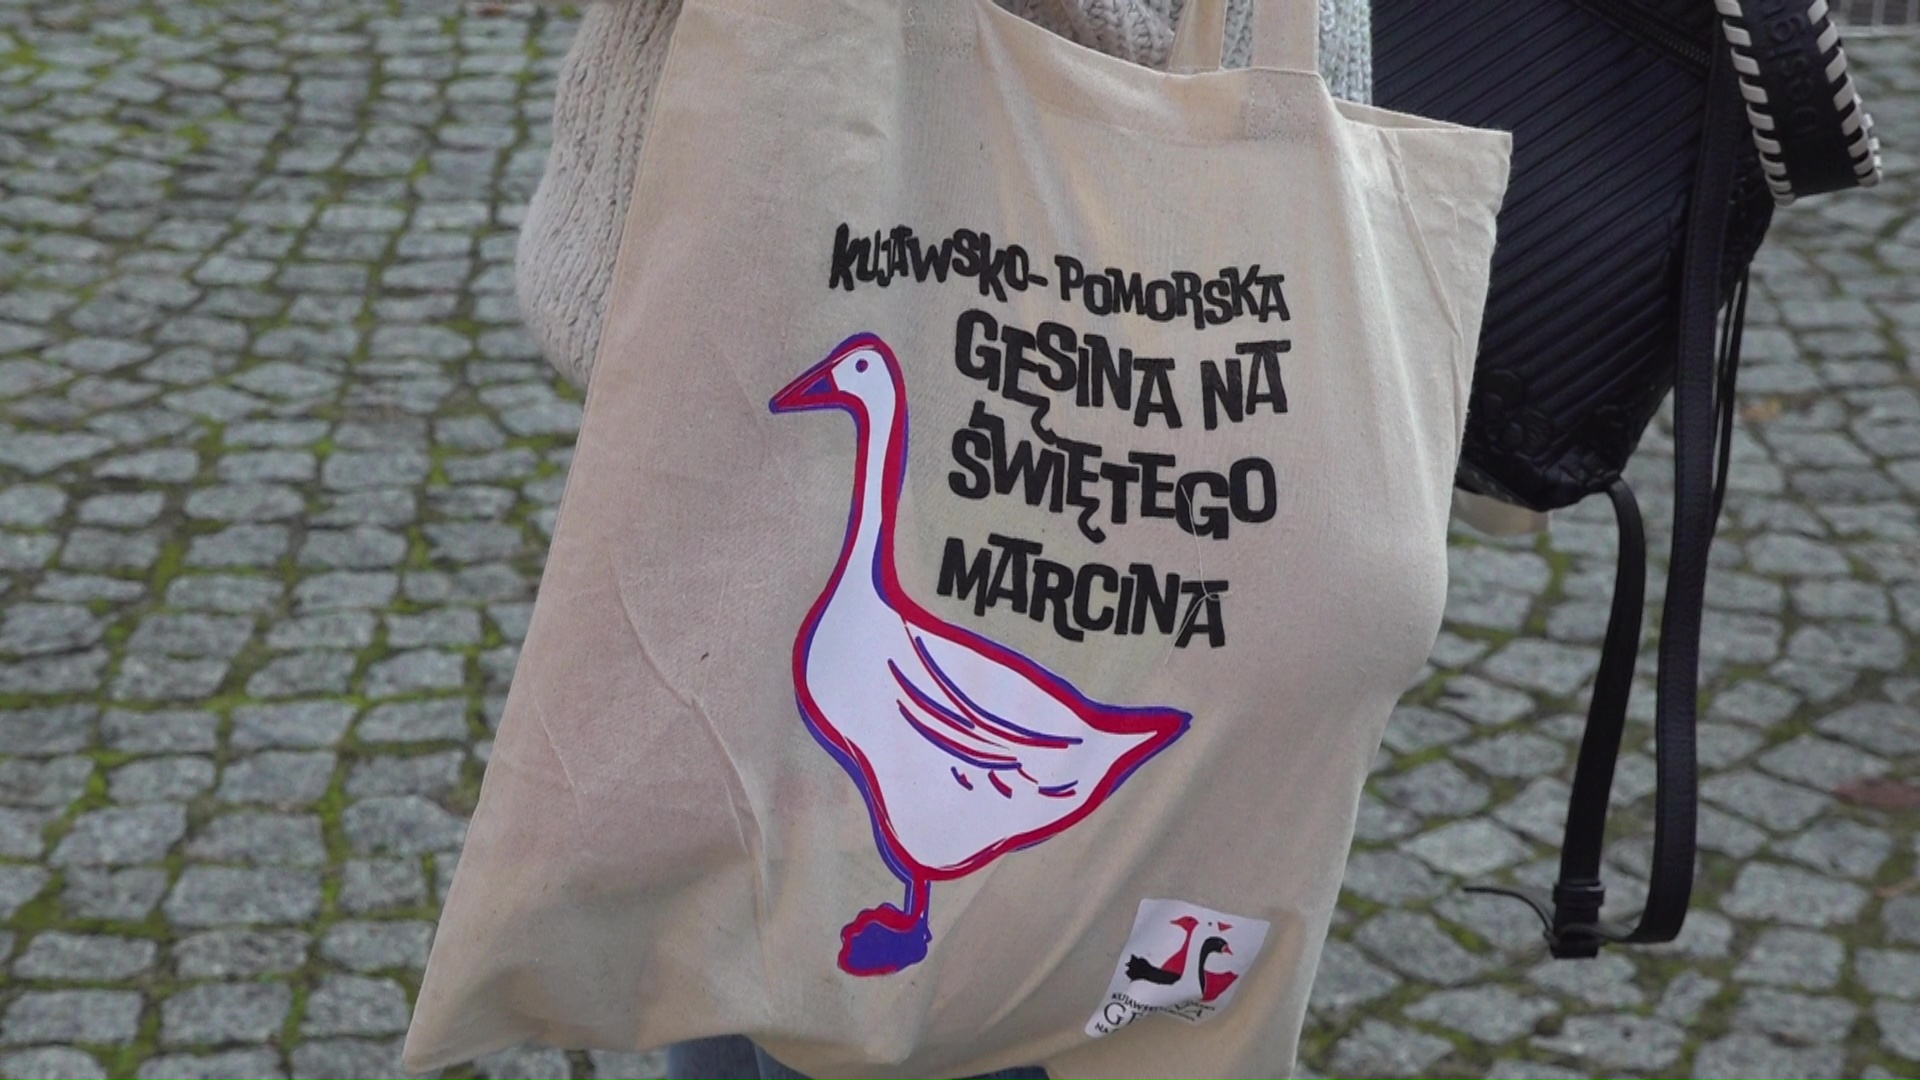 KUJAWSKO-POMORSKA
GĘSINA NA
ŚWIĘTEGO
MARCINA